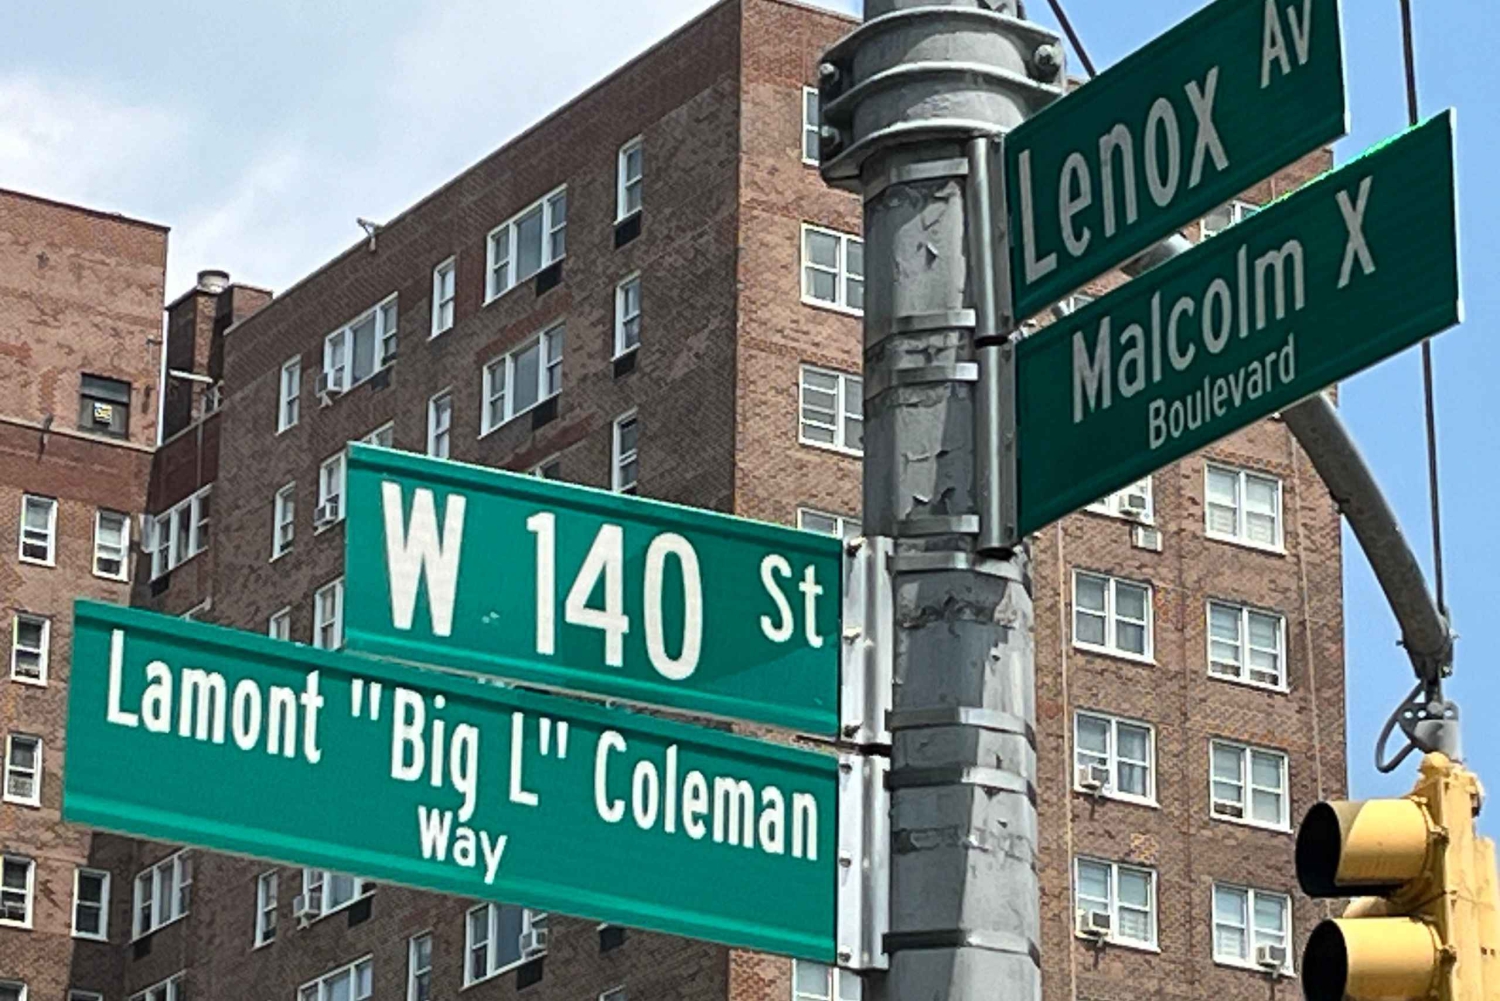 Lenox Av
Malcolm X
Boulevard
W 140 St
Lamont "Big L" Coleman
Way